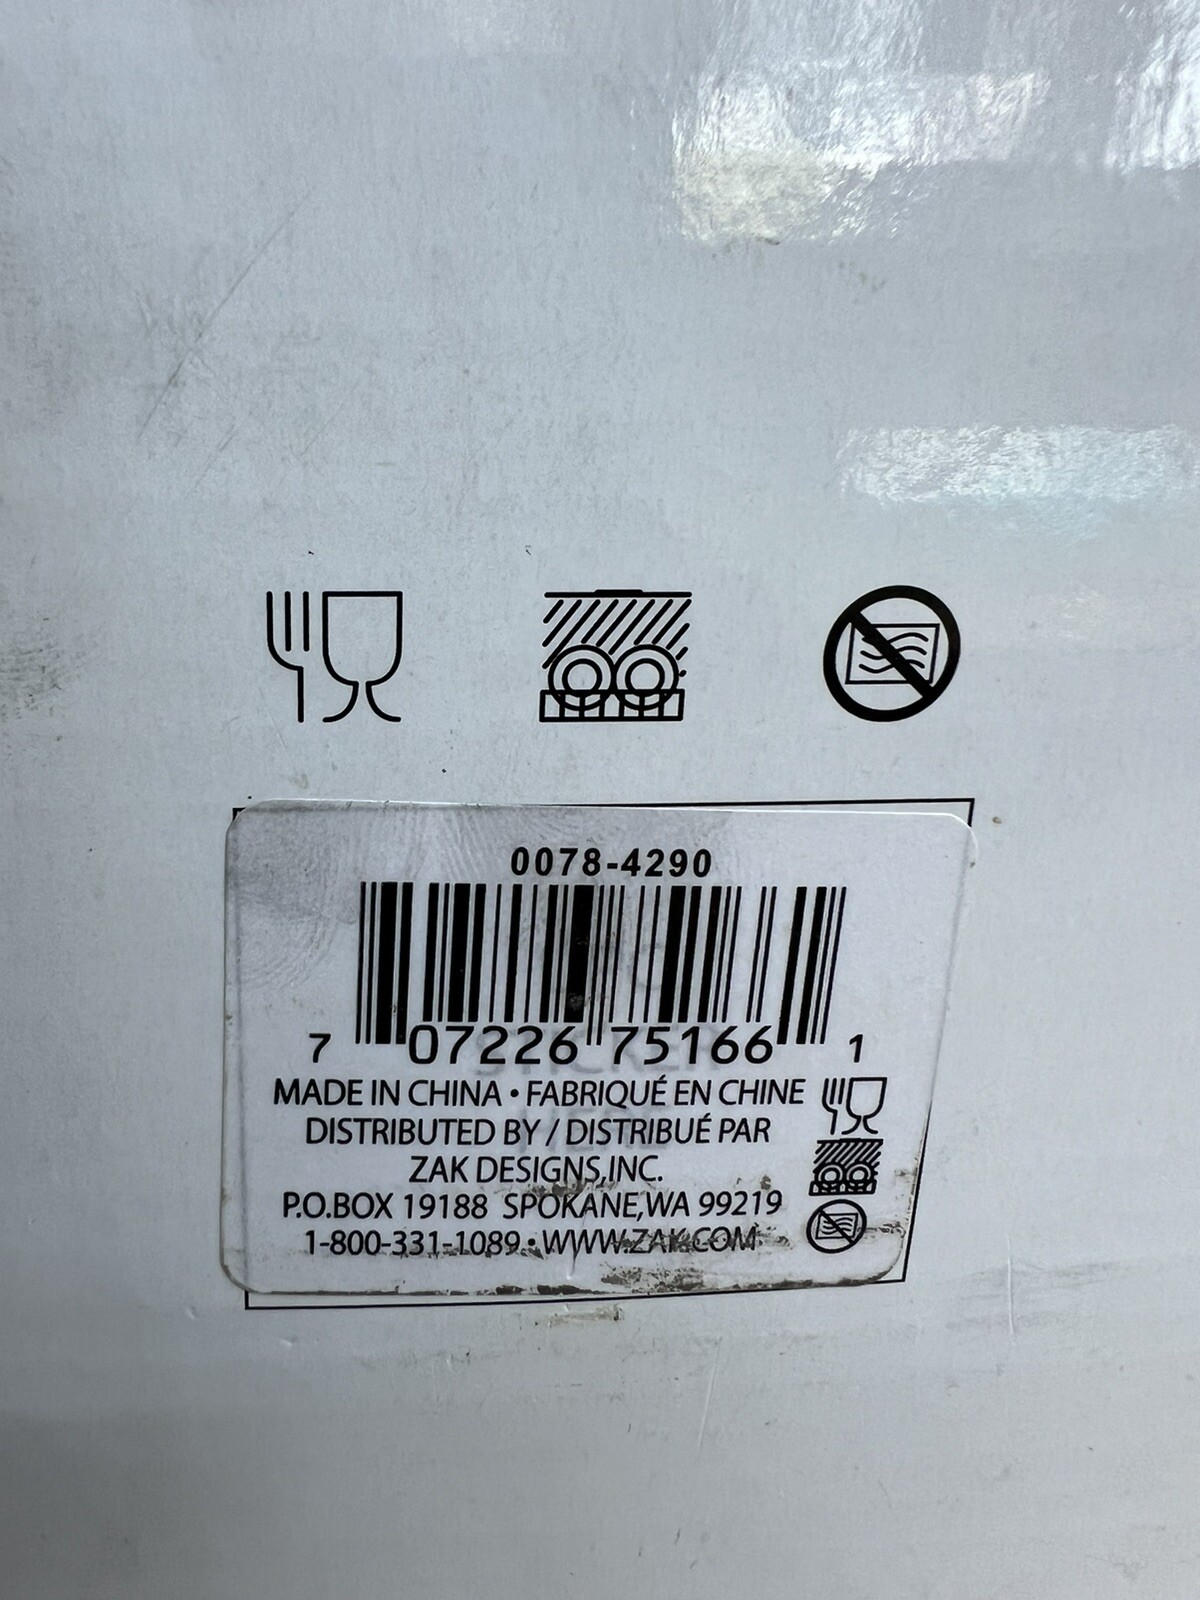 0078-4290
7 07226 75166 1
MADE IN CHINA • FABRIQUÉ EN CHINE
DISTRIBUTED BY / DISTRIBUÉ PAR
ZAK DESIGNS,INC.
P.O.BOX 19188 SPOKANE,WA 99219
1-800-331-1089 • WWW.ZAK.COM